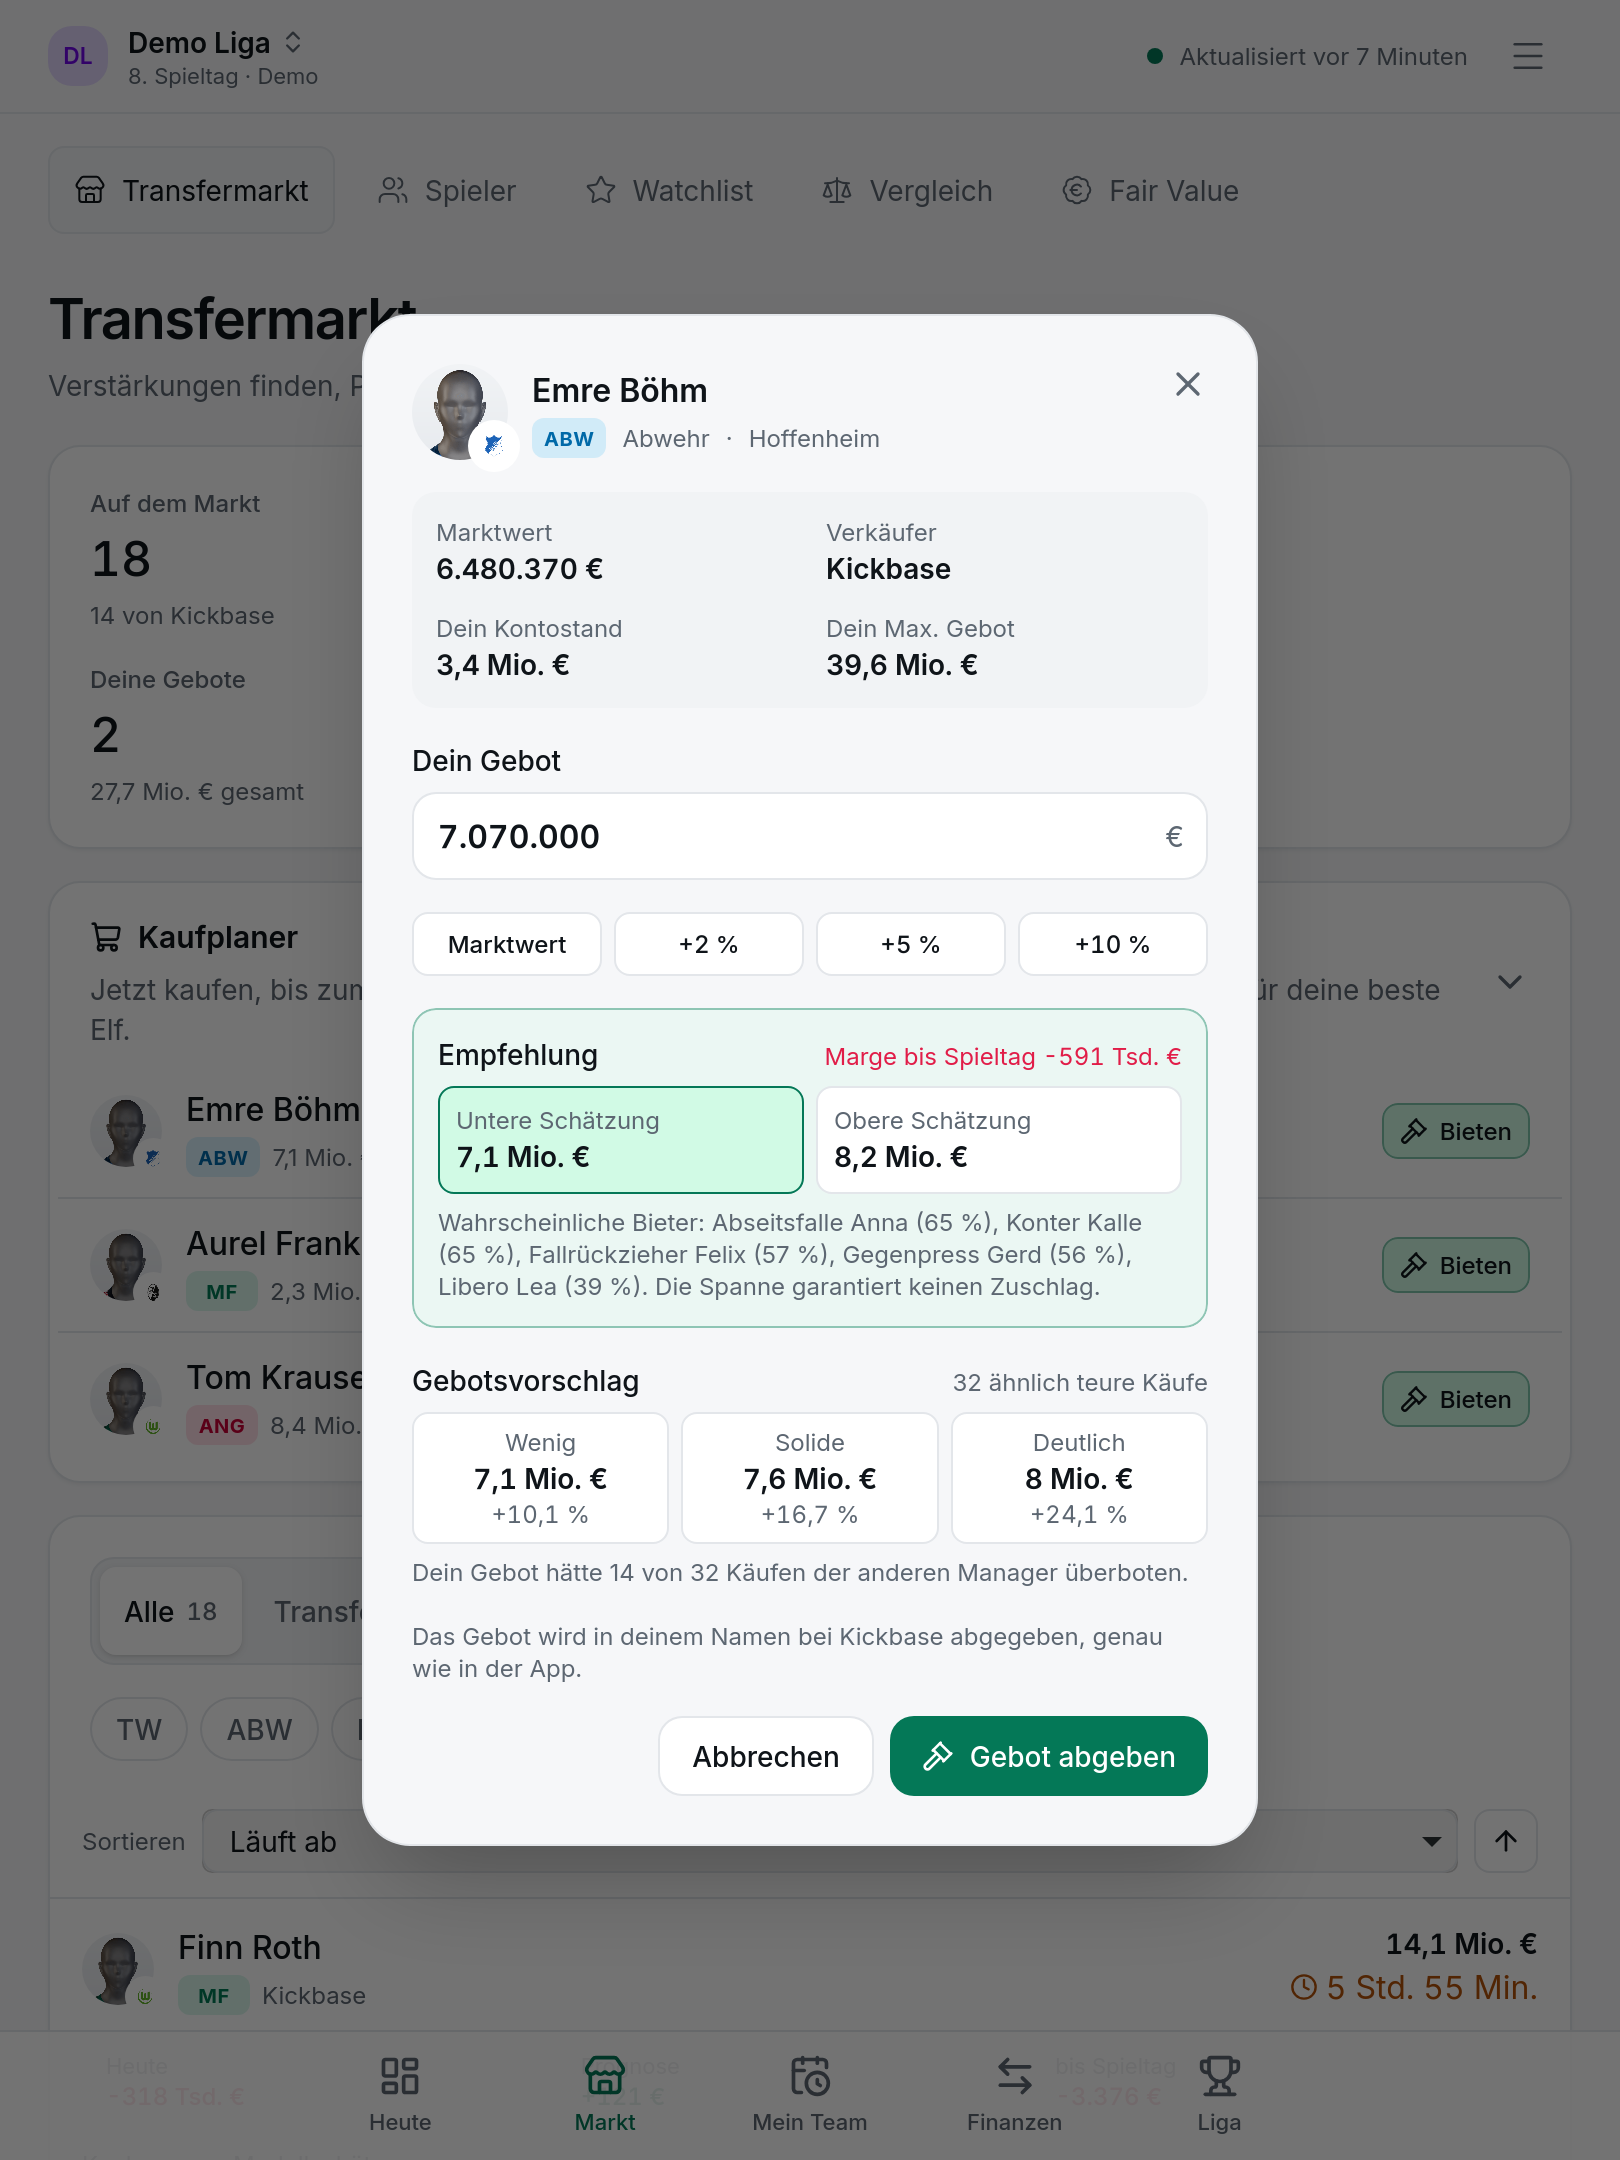 DL
Demo Liga
8. Spieltag · Demo
Aktualisiert vor 7 Minuten
Transfermarkt
Spieler
Watchlist
Vergleich
Fair Value
Transfermarkt
Verstärkungen finden, P
Auf dem Markt
18
14 von Kickbase
Deine Gebote
2
27,7 Mio. € gesamt
Kaufplaner
Jetzt kaufen, bis zum
ür deine beste
Elf.
Emre Böhm
ABW 7,1 Mio.
Bieten
Aurel Frank
MF 2,3 Mio.
Bieten
Tom Krause
ANG 8,4 Mio.
Bieten
Alle 18
Transf
TW
ABW
Sortieren
Läuft ab
Finn Roth
MF Kickbase
14,1 Mio. €
5 Std. 55 Min.
Heute
-318 Tsd. €
nose
121 €
bis Spieltag
-3.376 €
Heute
Markt
Mein Team
Finanzen
Liga
Emre Böhm
ABW Abwehr · Hoffenheim
Marktwert
6.480.370 €
Verkäufer
Kickbase
Dein Kontostand
3,4 Mio. €
Dein Max. Gebot
39,6 Mio. €
Dein Gebot
7.070.000 €
Marktwert
+2 %
+5 %
+10 %
Empfehlung
Marge bis Spieltag -591 Tsd. €
Untere Schätzung
7,1 Mio. €
Obere Schätzung
8,2 Mio. €
Wahrscheinliche Bieter: Abseitsfalle Anna (65 %), Konter Kalle
(65 %), Fallrückzieher Felix (57 %), Gegenpress Gerd (56 %),
Libero Lea (39 %). Die Spanne garantiert keinen Zuschlag.
Gebotsvorschlag
32 ähnlich teure Käufe
Wenig
7,1 Mio. €
+10,1 %
Solide
7,6 Mio. €
+16,7 %
Deutlich
8 Mio. €
+24,1 %
Dein Gebot hätte 14 von 32 Käufen der anderen Manager überboten.
Das Gebot wird in deinem Namen bei Kickbase abgegeben, genau
wie in der App.
Abbrechen
Gebot abgeben